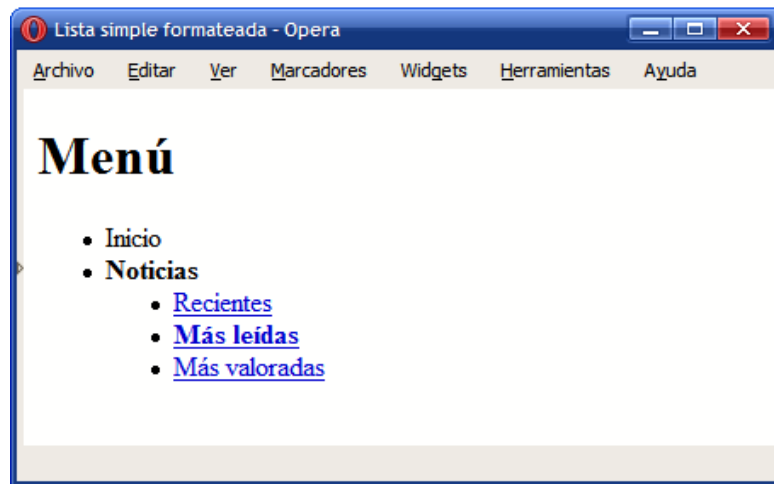 Lista simple formateada - Opera
Archivo Editar Ver Marcadores Widgets Herramientas Ayuda
Menú
Inicio
Noticias
Recientes
Más leídas
Más valoradas